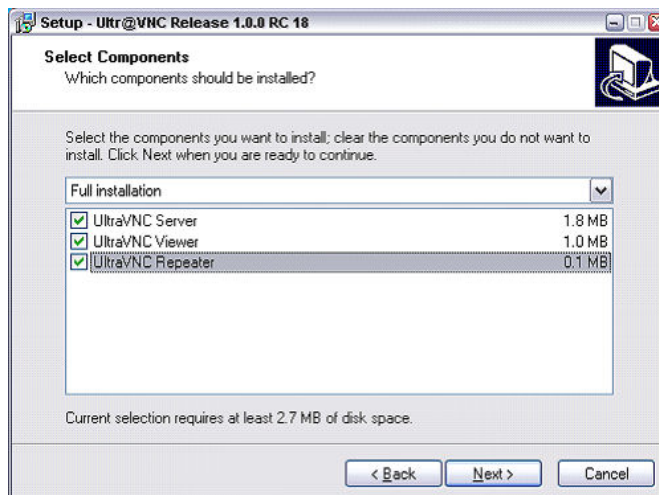 Setup - Ultr@VNC Release 1.0.0 RC 18
Select Components
Which components should be installed?
Select the components you want to install; clear the components you do not want to
install. Click Next when you are ready to continue.
Full installation
UltraVNC Server 1.8 MB
UltraVNC Viewer 1.0 MB
UltraVNC Repeater 0.1 MB
Current selection requires at least 2.7 MB of disk space.
< Back Next > Cancel